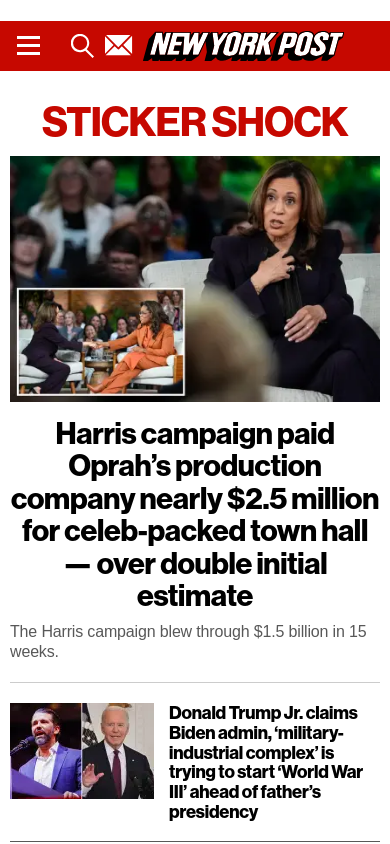 NEW YORK POST
STICKER SHOCK
Harris campaign paid
Oprah’s production
company nearly $2.5 million
for celeb-packed town hall
— over double initial
estimate
The Harris campaign blew through $1.5 billion in 15
weeks.
Donald Trump Jr. claims
Biden admin, ‘military-
industrial complex’ is
trying to start ‘World War
III’ ahead of father’s
presidency